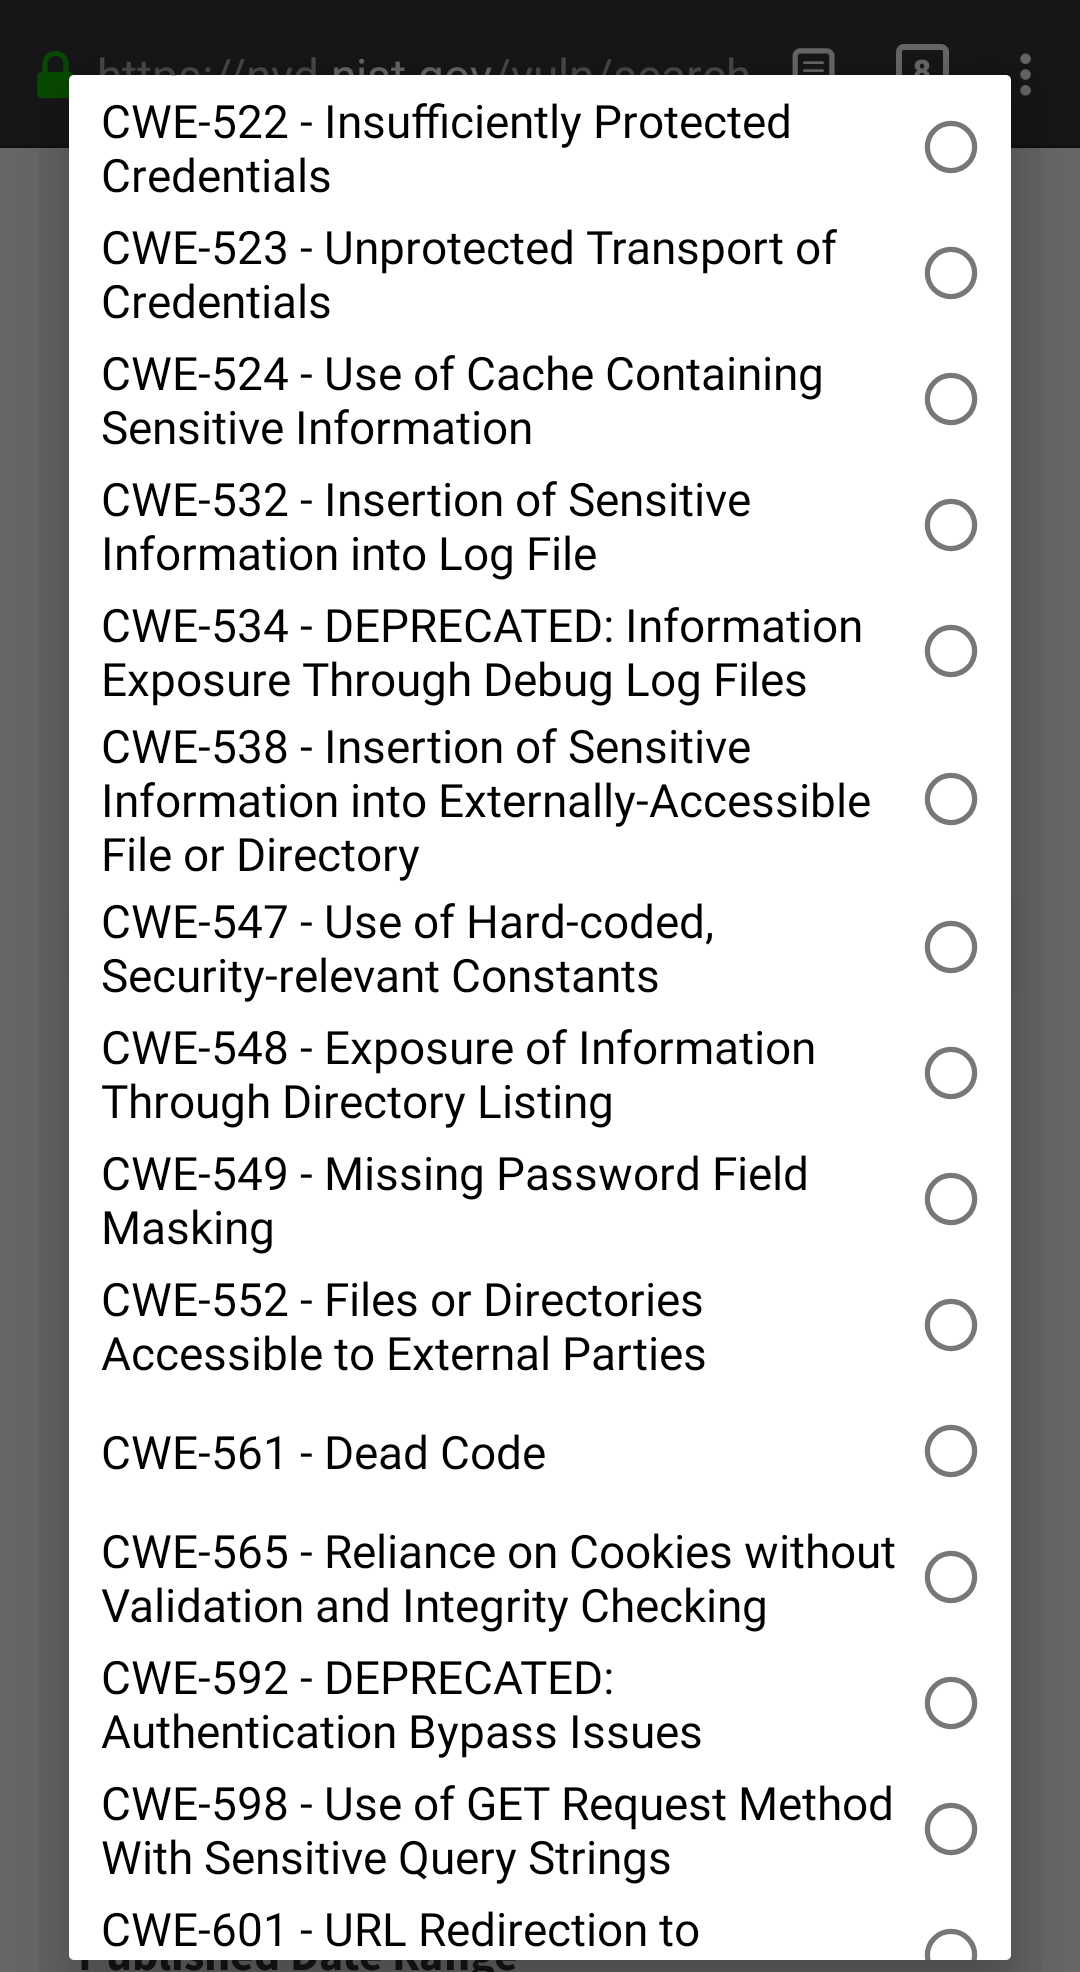 https://nvd.nist.gov/vuln/search
8
CWE-522 - Insufficiently Protected
Credentials
CWE-523 - Unprotected Transport of
Credentials
CWE-524 - Use of Cache Containing
Sensitive Information
CWE-532 - Insertion of Sensitive
Information into Log File
CWE-534 - DEPRECATED: Information
Exposure Through Debug Log Files
CWE-538 - Insertion of Sensitive
Information into Externally-Accessible
File or Directory
CWE-547 - Use of Hard-coded,
Security-relevant Constants
CWE-548 - Exposure of Information
Through Directory Listing
CWE-549 - Missing Password Field
Masking
CWE-552 - Files or Directories
Accessible to External Parties
CWE-561 - Dead Code
CWE-565 - Reliance on Cookies without
Validation and Integrity Checking
CWE-592 - DEPRECATED:
Authentication Bypass Issues
CWE-598 - Use of GET Request Method
With Sensitive Query Strings
CWE-601 - URL Redirection to
Published Date Range